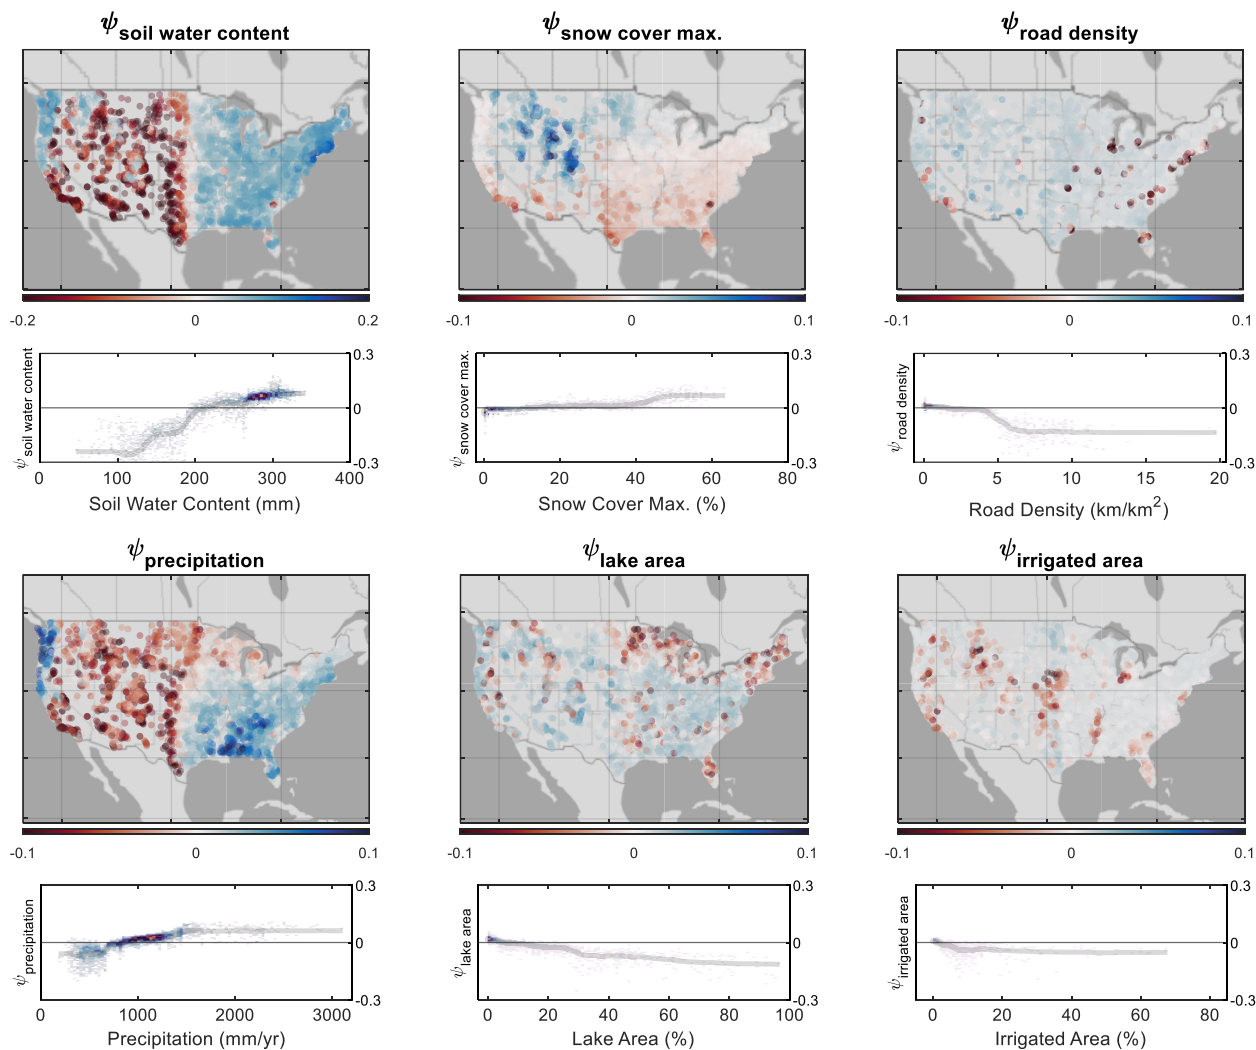 ψsoil water content
ψsnow cover max.
ψroad density
-0.2 0 0.2
-0.1 0 0.1
-0.1 0 0.1
ψsoil water content
0.3
0
-0.3
0 100 200 300 400
Soil Water Content (mm)
ψsnow cover max.
0 20 40 60 80
Snow Cover Max. (%)
ψroad density
0.3
0
-0.3
0 5 10 15 20
Road Density (km/km²)
ψprecipitation
ψlake area
ψirrigated area
-0.1 0 0.1
-0.1 0 0.1
-0.1 0 0.1
ψprecipitation
0.3
0
-0.3
0 1000 2000 3000
Precipitation (mm/yr)
ψlake area
0.3
0
-0.3
0 20 40 60 80 100
Lake Area (%)
ψirrigated area
0.3
0
-0.3
0 20 40 60 80
Irrigated Area (%)